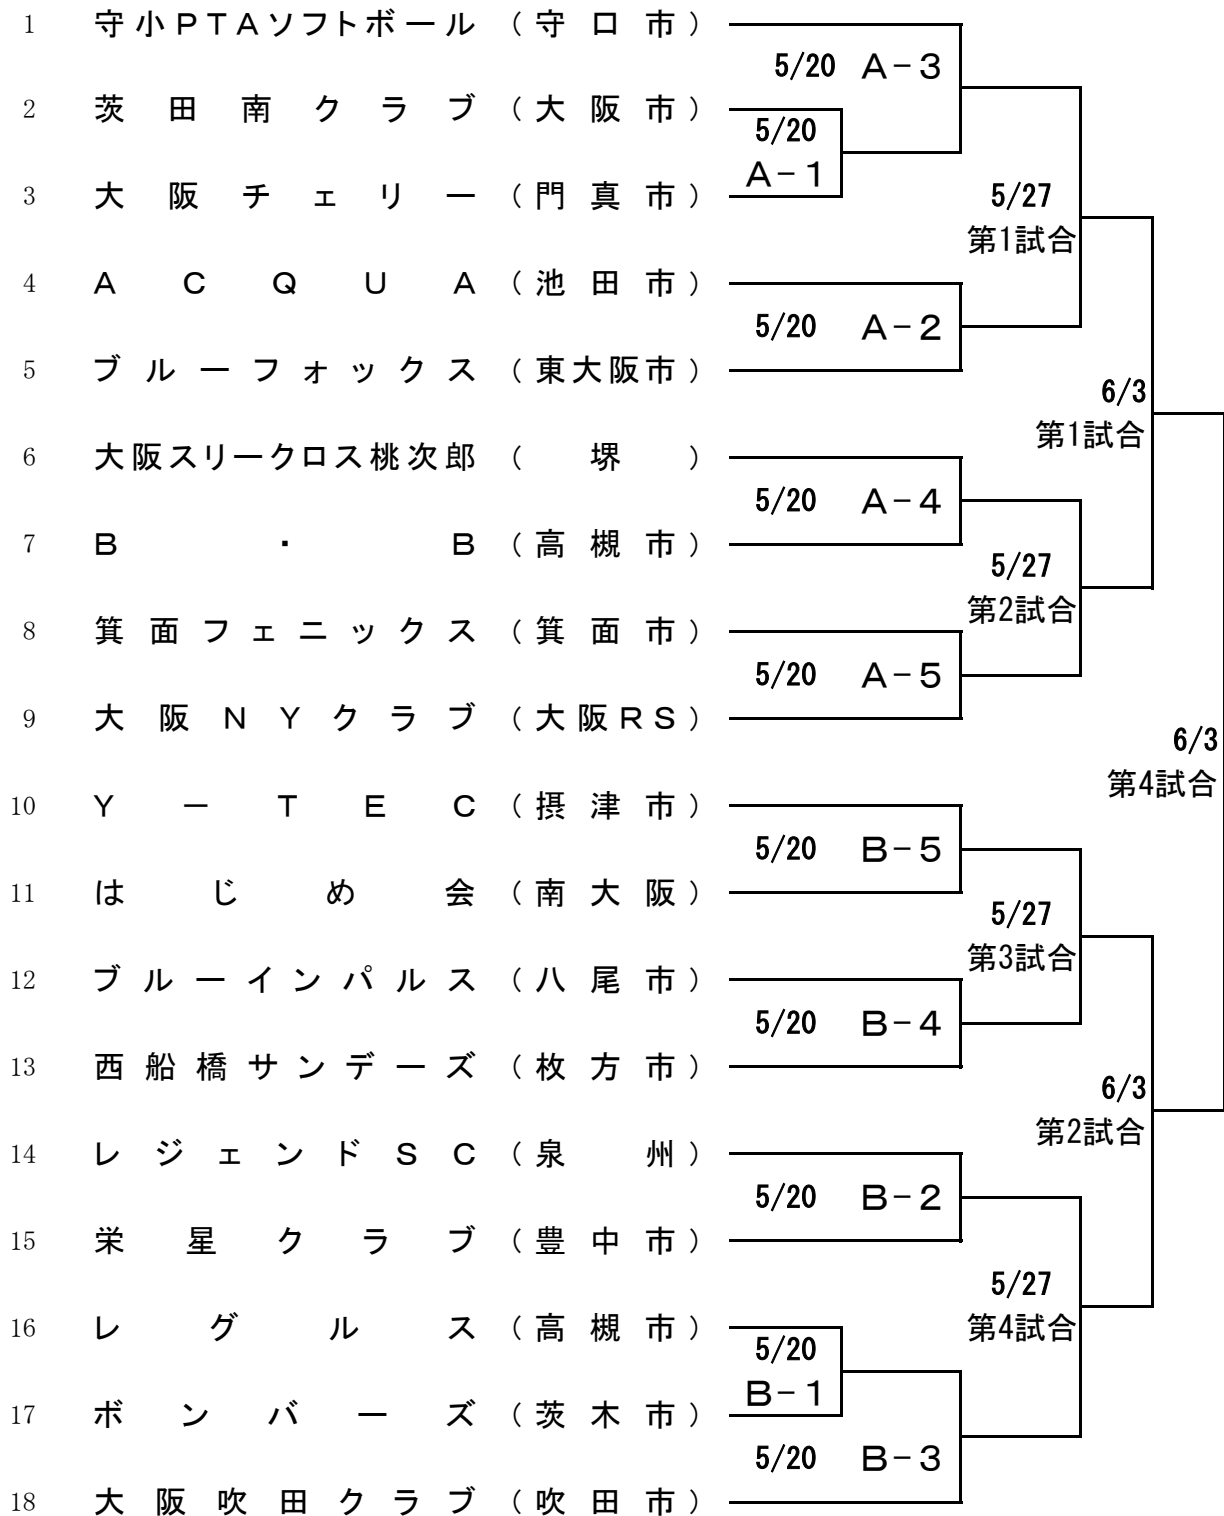 1 守小PTAソフトボール (守口市)
5/20 A-3
2 茨田南クラブ (大阪市)
5/20
A-1
3 大阪チェリー (門真市)
5/27
第1試合
4 ACQUA (池田市)
5/20 A-2
5 ブルーフォックス (東大阪市)
6/3
第1試合
6 大阪スリークロス桃次郎 (堺)
5/20 A-4
7 B・B (高槻市)
5/27
第2試合
8 箕面フェニックス (箕面市)
5/20 A-5
9 大阪NYクラブ (大阪RS)
6/3
第4試合
10 Y-TEC (摂津市)
5/20 B-5
11 はじめ会 (南大阪)
5/27
第3試合
12 ブルーインパルス (八尾市)
5/20 B-4
13 西船橋サンデーズ (枚方市)
6/3
第2試合
14 レジェンドSC (泉州)
5/20 B-2
15 栄星クラブ (豊中市)
5/27
第4試合
16 レグルス (高槻市)
5/20
B-1
17 ボンバーズ (茨木市)
5/20 B-3
18 大阪吹田クラブ (吹田市)